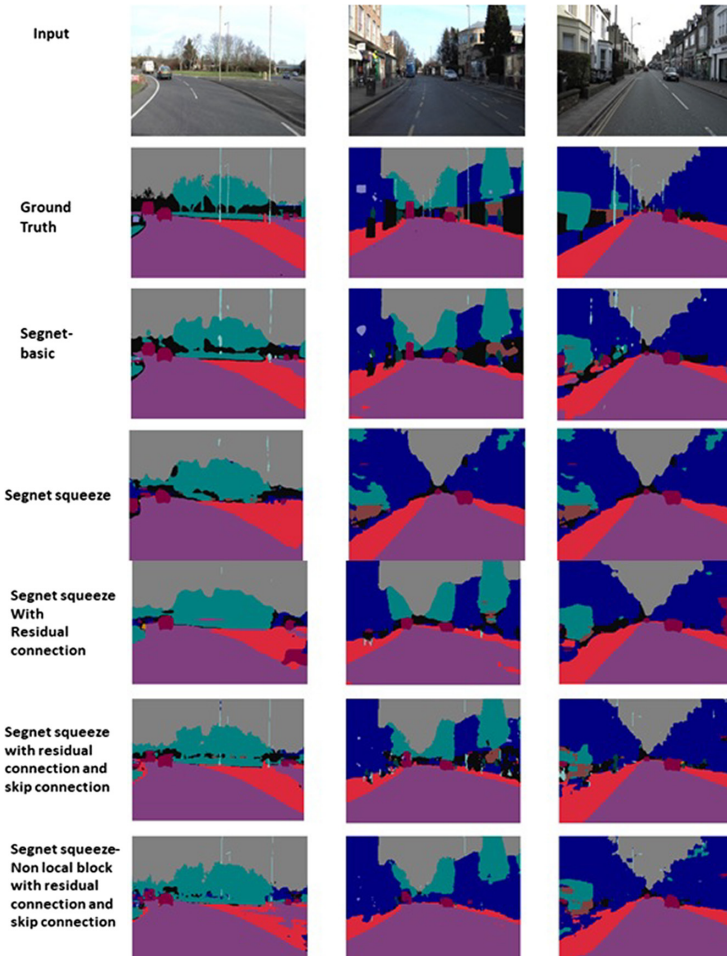 Input
Ground
Truth
Segnet-
basic
Segnet squeeze
Segnet squeeze
With
Residual
connection
Segnet squeeze
with residual
connection and
skip connection
Segnet squeeze-
Non local block
with residual
connection and
skip connection